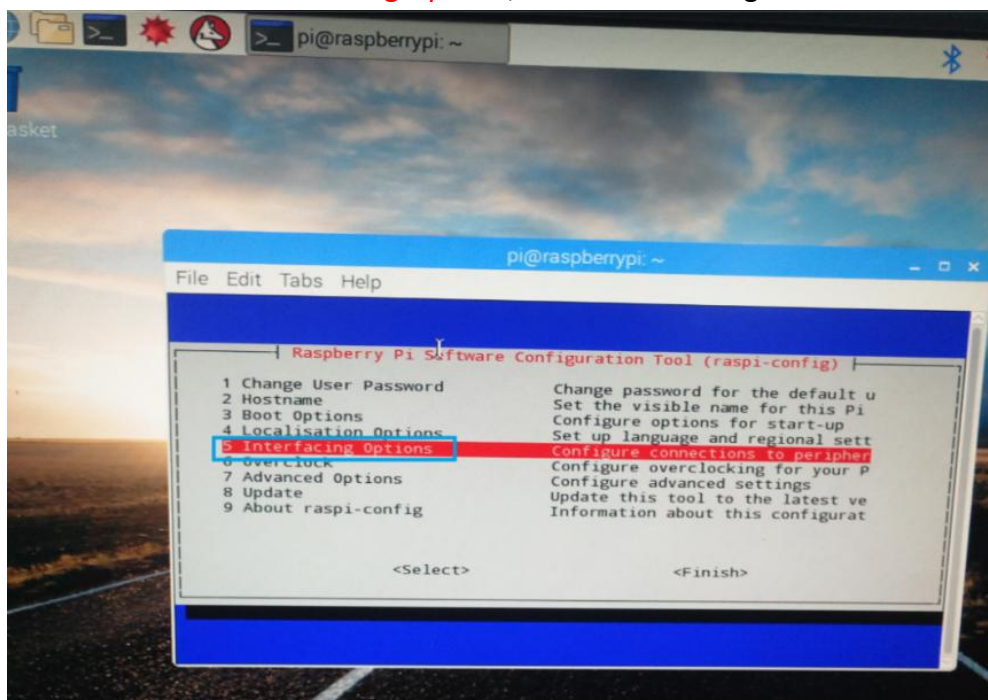 pi@raspberrypi: ~
asket
pi@raspberrypi: ~
File Edit Tabs Help
Raspberry Pi Software Configuration Tool (raspi-config)
1 Change User Password Change password for the default u
2 Hostname Set the visible name for this Pi
3 Boot Options Configure options for start-up
4 Localisation Options Set up language and regional sett
5 Interfacing Options Configure connections to peripher
6 Overclock Configure overclocking for your P
7 Advanced Options Configure advanced settings
8 Update Update this tool to the latest ve
9 About raspi-config Information about this configurat
<Select> <Finish>